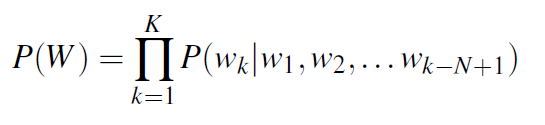 P(W) = ∏_{k=1}^{K} P(w_k|w_1, w_2, … w_{k−N+1})